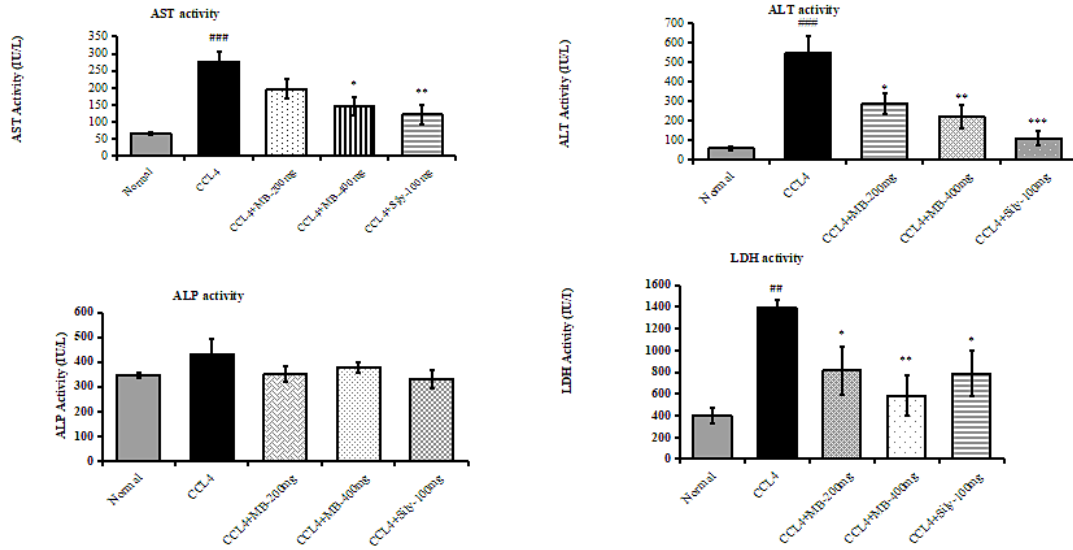 AST activity
AST Activity (IU/L)
350
300
250
200
150
100
50
0
###
*
**
Normal
CCL4
CCL4+MB-200mg
CCL4+MB-400mg
CCL4+Sily-100mg
ALT activity
ALT Activity (IU/L)
700
600
500
400
300
200
100
0
###
*
**
***
Normal
CCL4
CCL4+MB-200mg
CCL4+MB-400mg
CCL4+Sily-100mg
ALP activity
ALP Activity (IU/L)
600
500
400
300
200
100
0
Normal
CCL4
CCL4+MB-200mg
CCL4+MB-400mg
CCL4+Sily-100mg
LDH activity
LDH Activity (IU/l)
1600
1400
1200
1000
800
600
400
200
0
##
*
**
*
Normal
CCL4
CCL4+MB-200mg
CCL4+MB-400mg
CCL4+Sily-100mg